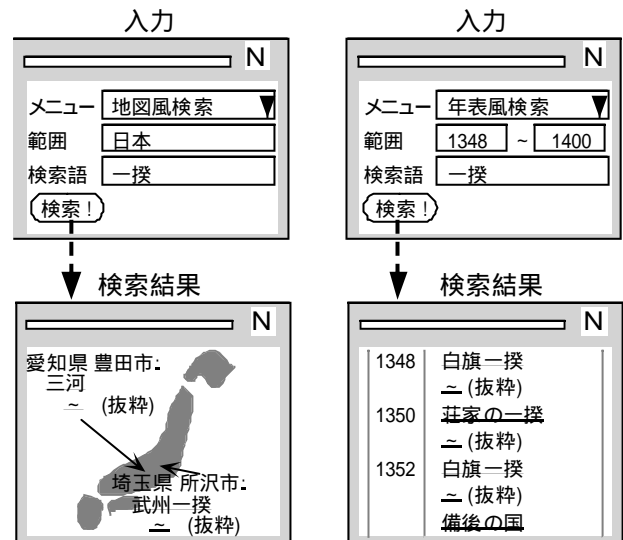 入力
N
メニュー 地図風検索 ▼
範囲 日本
検索語 一揆
検索！
検索結果
N
愛知県 豊田市:
三河
~ (抜粋)
埼玉県 所沢市:
武州一揆
~ (抜粋)
入力
N
メニュー 年表風検索 ▼
範囲 1348 ~ 1400
検索語 一揆
検索！
検索結果
N
1348 白旗一揆
~ (抜粋)
1350 荘家の一揆
~ (抜粋)
1352 白旗一揆
~ (抜粋)
備後の国